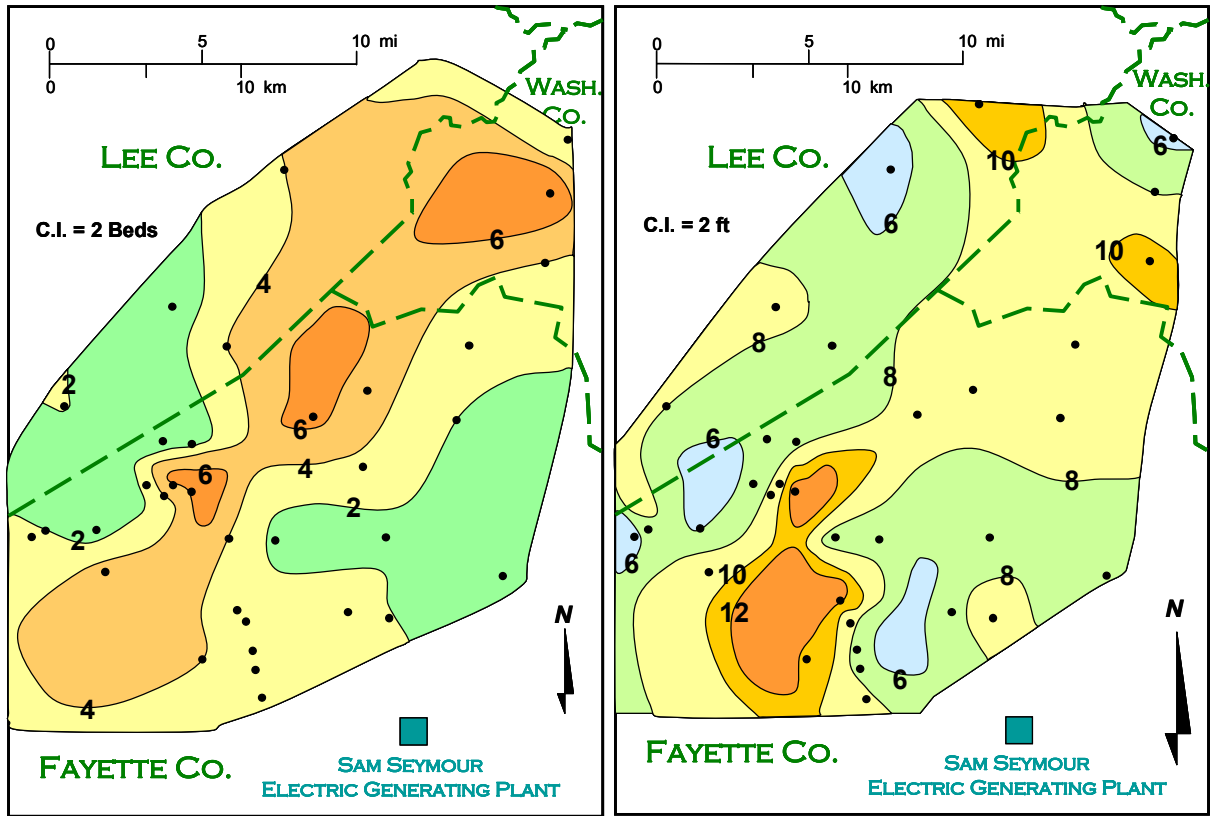 0 5 10 mi
0 10 km
WASH.
CO.
LEE CO.
C.I. = 2 Beds
6
4
2
6
4
6
2
2
4
N
FAYETTE CO.
SAM SEYMOUR
ELECTRIC GENERATING PLANT
0 5 10 mi
0 10 km
WASH.
CO.
LEE CO.
10
6
C.I. = 2 ft
6
10
8
8
6
8
6
10
8
12
6
N
FAYETTE CO.
SAM SEYMOUR
ELECTRIC GENERATING PLANT